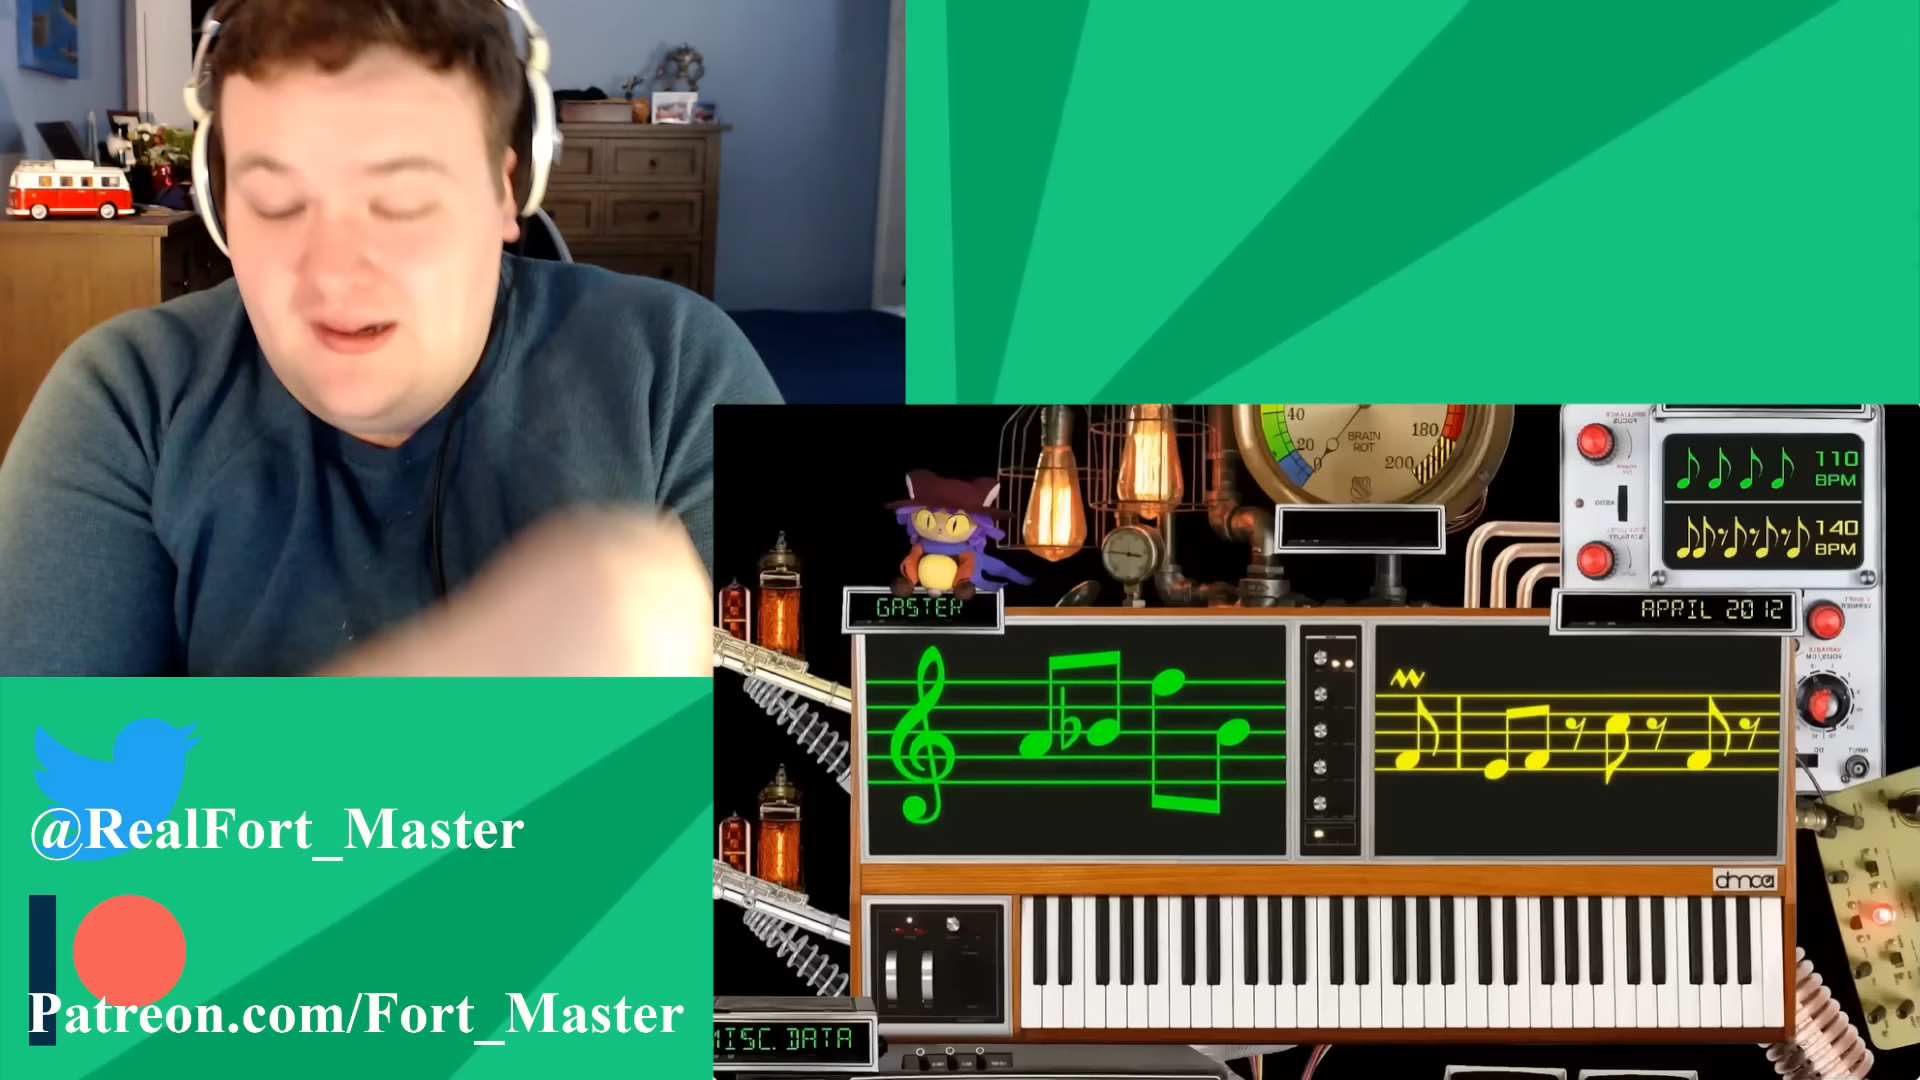 40
20
0
BRAIN
ROT
180
200
110
BPM
140
BPM
GASTER
APRIL 2012
@RealFort_Master
dmca
Patreon.com/Fort_Master
MISC. DATA